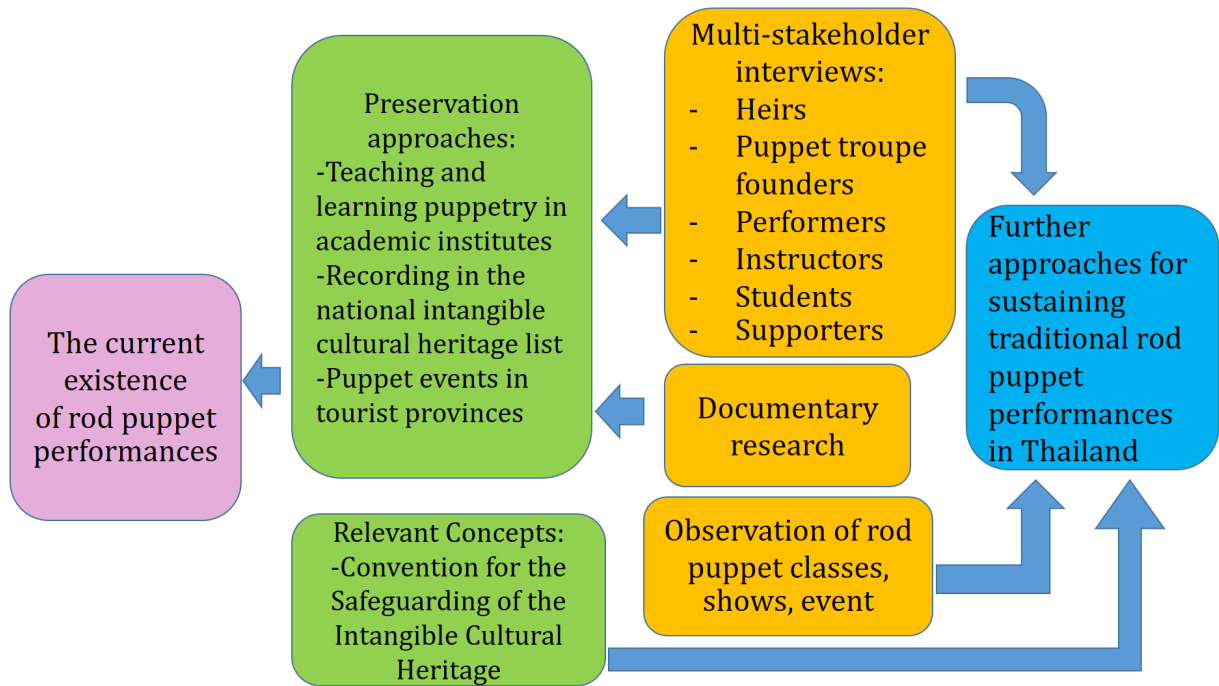 The current
existence
of rod puppet
performances
Preservation
approaches:
-Teaching and
learning puppetry in
academic institutes
-Recording in the
national intangible
cultural heritage list
-Puppet events in
tourist provinces
Relevant Concepts:
-Convention for the
Safeguarding of the
Intangible Cultural
Heritage
Multi-stakeholder
interviews:
- Heirs
- Puppet troupe
founders
- Performers
- Instructors
- Students
- Supporters
Documentary
research
Observation of rod
puppet classes,
shows, event
Further
approaches for
sustaining
traditional rod
puppet
performances
in Thailand